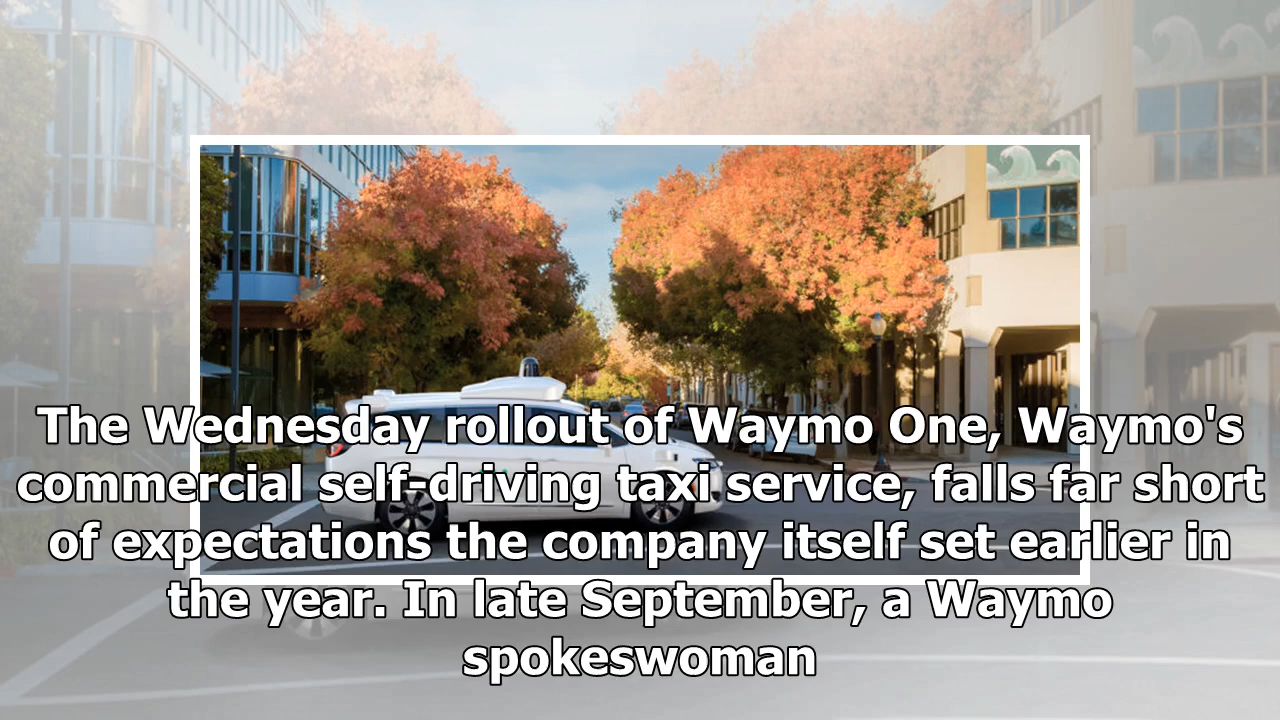 The Wednesday rollout of Waymo One, Waymo's
commercial self-driving taxi service, falls far short
of expectations the company itself set earlier in
the year. In late September, a Waymo
spokeswoman